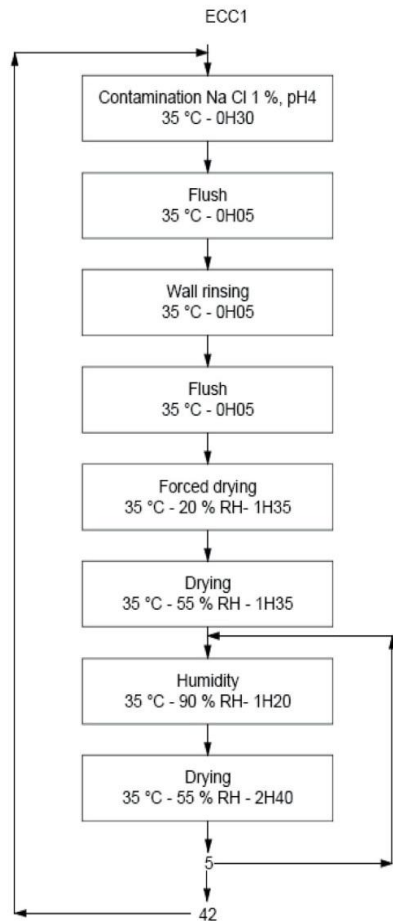 ECC1
Contamination Na Cl 1 %, pH4
35 °C - 0H30
Flush
35 °C - 0H05
Wall rinsing
35 °C - 0H05
Flush
35 °C - 0H05
Forced drying
35 °C - 20 % RH- 1H35
Drying
35 °C - 55 % RH - 1H35
Humidity
35 °C - 90 % RH- 1H20
Drying
35 °C - 55 % RH - 2H40
5
42